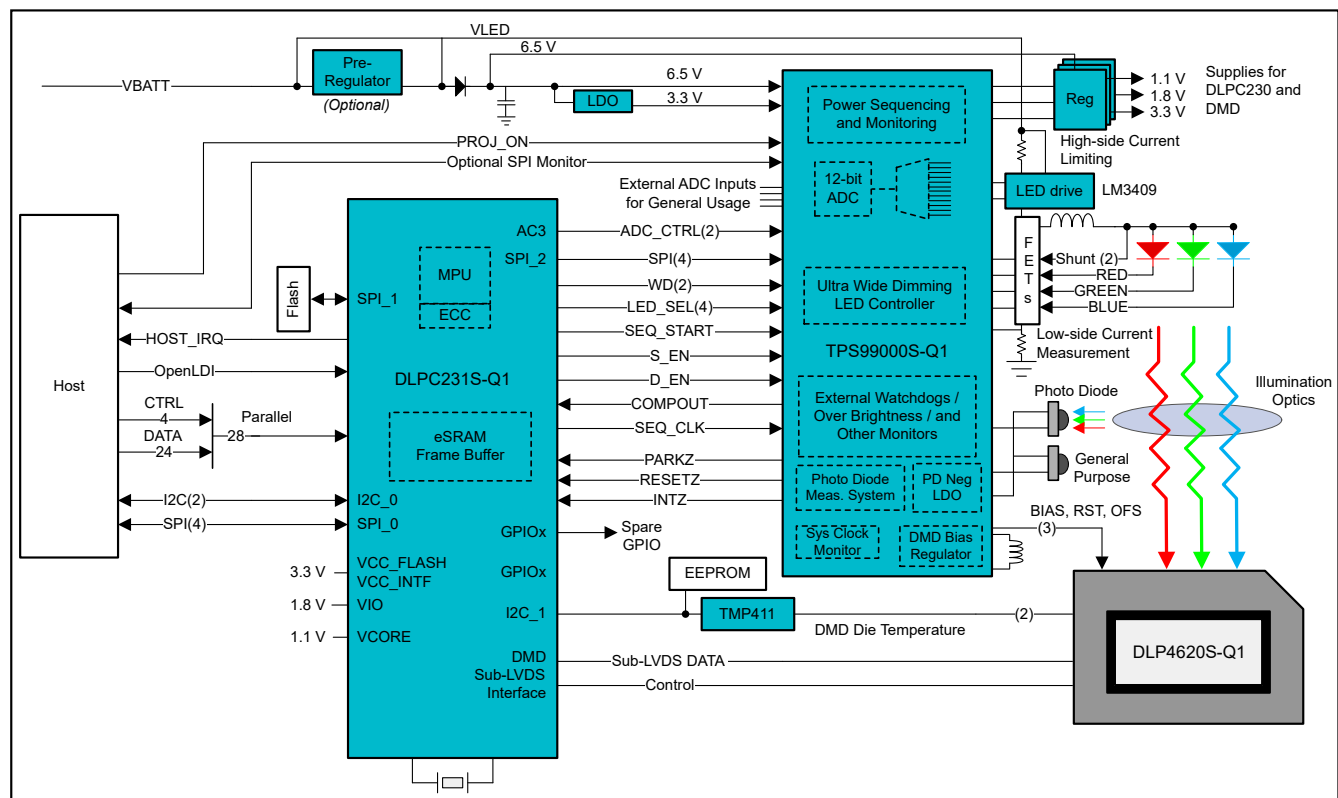 VLED
6.5 V
Pre-
Regulator
(Optional)
VBATT
6.5 V
3.3 V
LDO
Reg
1.1 V
1.8 V
3.3 V
Supplies for
DLPC230 and
DMD
Power Sequencing
and Monitoring
High-side Current
Limiting
PROJ_ON
Optional SPI Monitor
External ADC Inputs
for General Usage
12-bit
ADC
LED drive
LM3409
AC3
ADC_CTRL(2)
SPI_2
SPI(4)
MPU
ECC
WD(2)
LED_SEL(4)
SEQ_START
S_EN
D_EN
COMPOUT
SEQ_CLK
PARKZ
RESETZ
INTZ
Ultra Wide Dimming
LED Controller
TPS99000S-Q1
FETs
Shunt (2)
RED
GREEN
BLUE
Low-side Current
Measurement
Flash
SPI_1
HOST_IRQ
OpenLDI
Host
CTRL
4
DATA
24
Parallel
28
DLPC231S-Q1
eSRAM
Frame Buffer
External Watchdogs /
Over Brightness / and
Other Monitors
Photo Diode
Illumination
Optics
General
Purpose
Photo Diode
Meas. System
PD Neg
LDO
Sys Clock
Monitor
DMD Bias
Regulator
BIAS, RST, OFS
(3)
I2C(2)
I2C_0
SPI(4)
SPI_0
GPIOx
Spare
GPIO
3.3 V
VCC_FLASH
VCC_INTF
GPIOx
EEPROM
1.8 V
VIO
I2C_1
TMP411
(2)
DMD Die Temperature
1.1 V
VCORE
DMD
Sub-LVDS
Interface
Sub-LVDS DATA
Control
DLP4620S-Q1